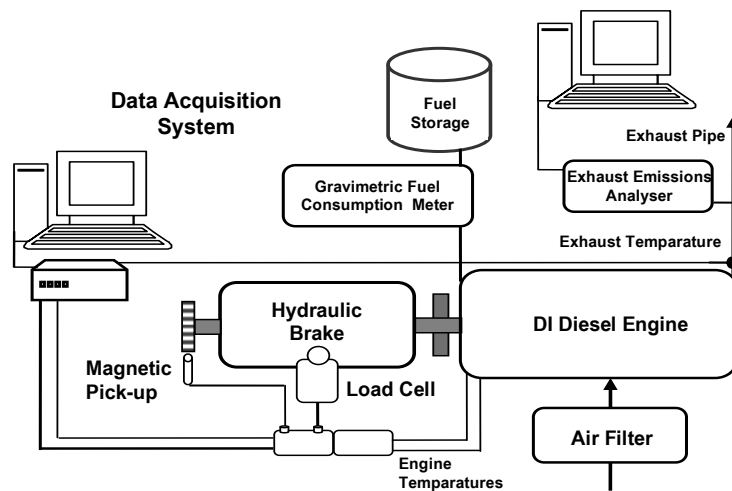 Data Acquisition
System
Fuel
Storage
Exhaust Pipe
Gravimetric Fuel
Consumption Meter
Exhaust Emissions
Analyser
Exhaust Temparature
Hydraulic
Brake
DI Diesel Engine
Magnetic
Pick-up
Load Cell
Air Filter
Engine
Temparatures